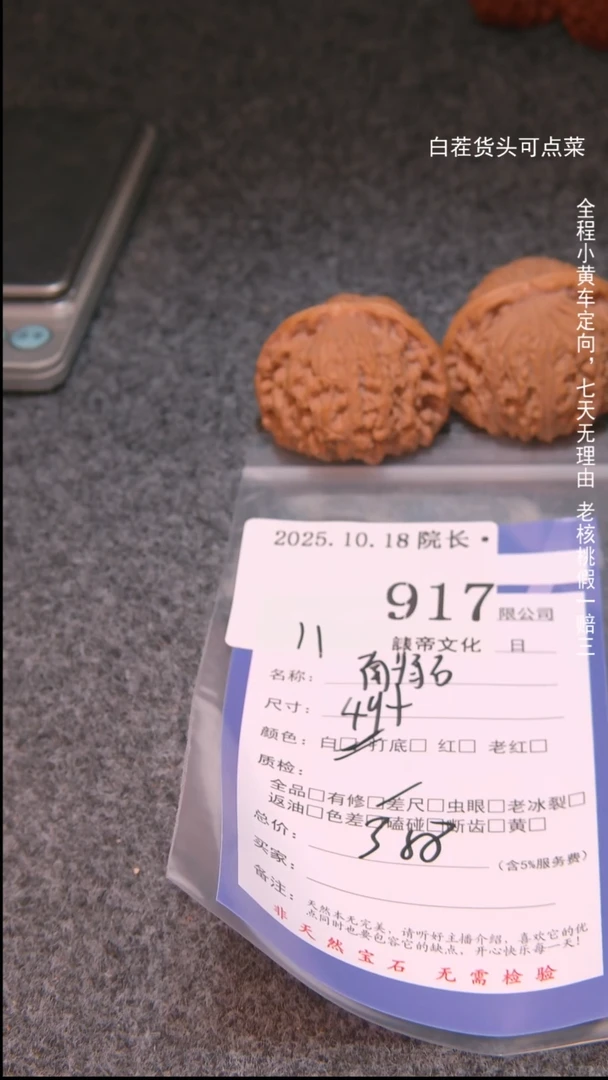 白茬货头可点菜
全程小黄车定向，七天无理由 老核桃假一赔三
2025.10.18 院长·
917
限公司
帝文化 日
11
名称：南将石
尺寸：44+
颜色：白□ 打底□ 红□ 老红□
质检：
全品□有修□差尺□虫眼□老冰裂□
返油□色差□磕碰□断齿□黄□
总价：
买家：（含5%服务费）
备注：
天然本无完美，请听好主播介绍，喜欢它的优
点同时也要包容它的缺点，开心快乐每一天！
非天然宝石 无需检验